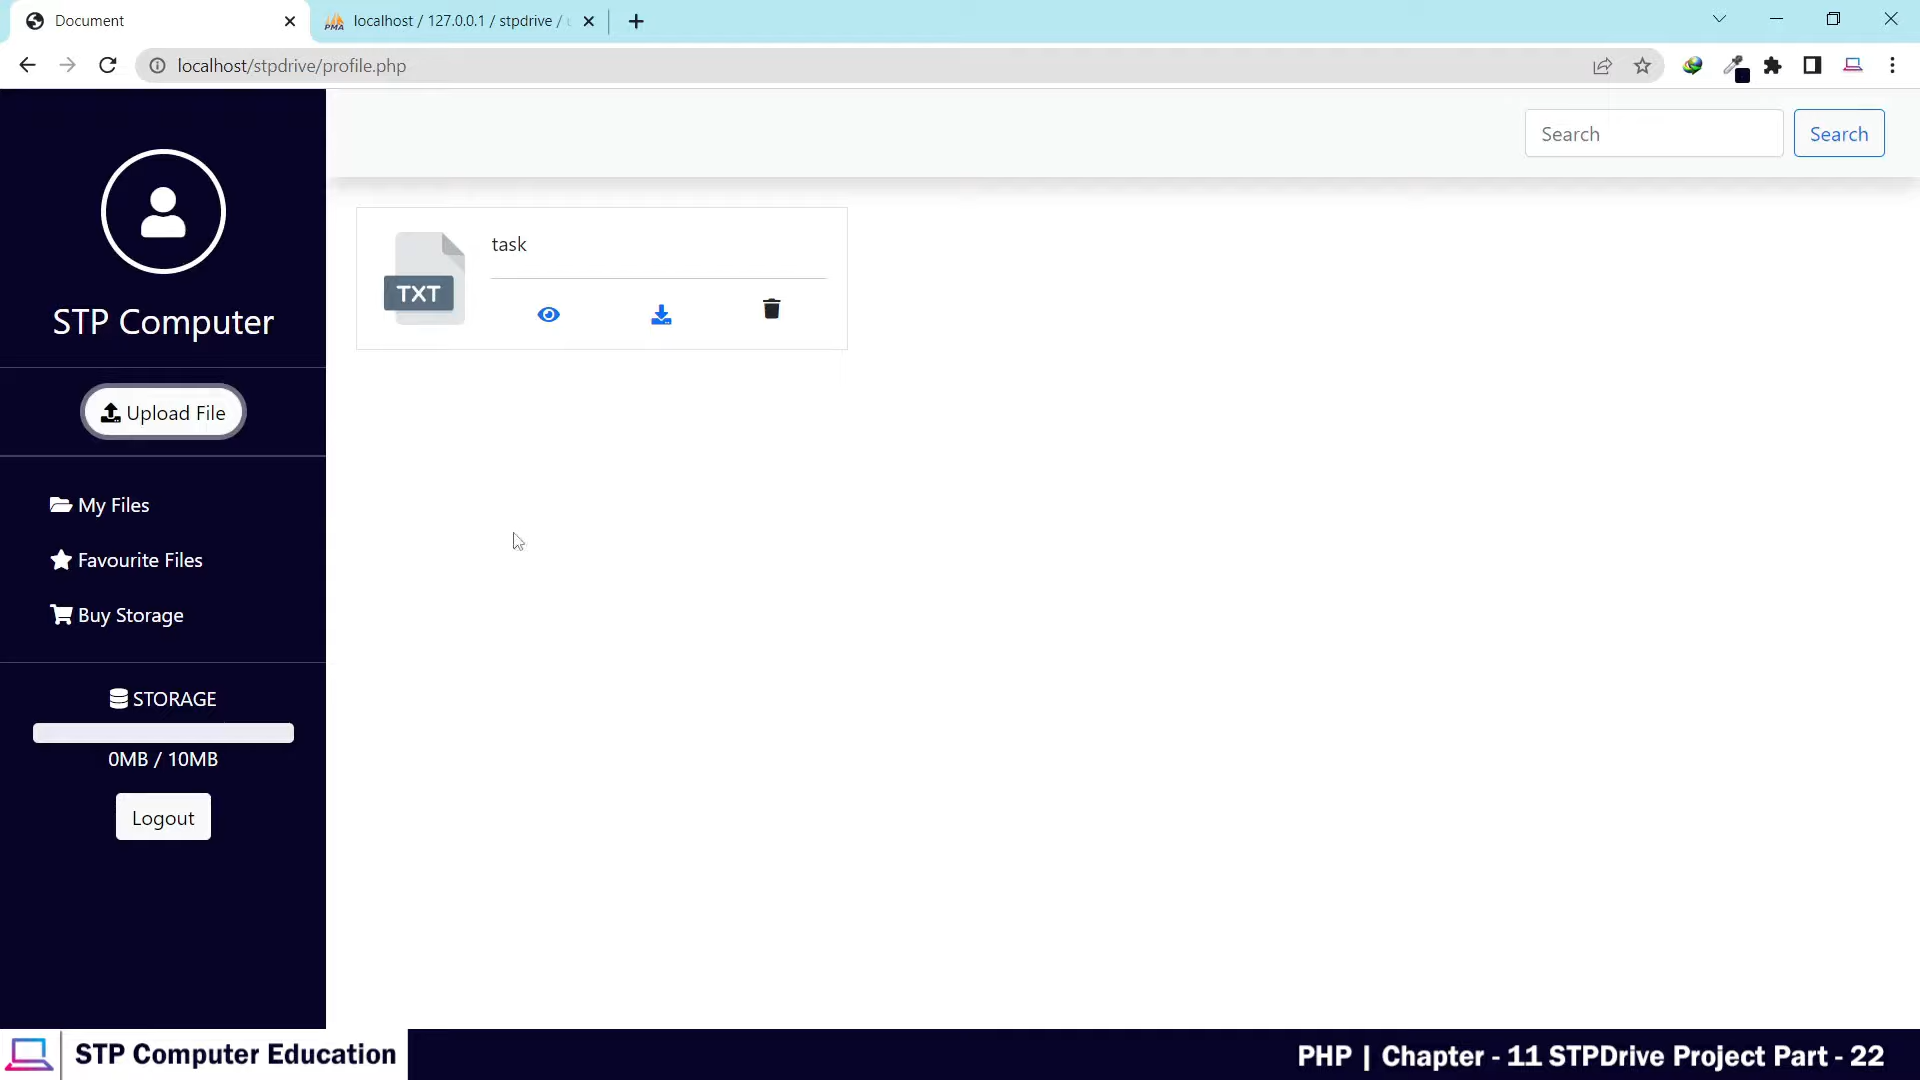 Document
localhost / 127.0.0.1 / stpdrive /
localhost/stpdrive/profile.php
Search
Search
STP Computer
Upload File
My Files
Favourite Files
Buy Storage
STORAGE
0MB / 10MB
Logout
TXT
task
STP Computer Education
PHP | Chapter - 11 STPDrive Project Part - 22